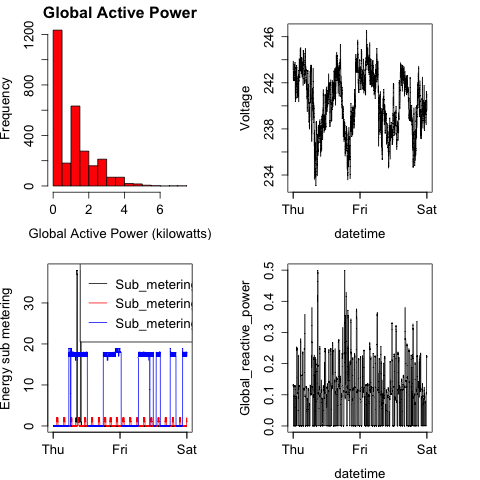 Global Active Power
Frequency
0 400 800 1200
0 2 4 6
Global Active Power (kilowatts)
Voltage
234 238 242 246
Thu Fri Sat
datetime
Energy sub metering
0 10 20 30
Sub_metering
Sub_metering
Sub_metering
Thu Fri Sat
Global_reactive_power
0.0 0.1 0.2 0.3 0.4 0.5
Thu Fri Sat
datetime